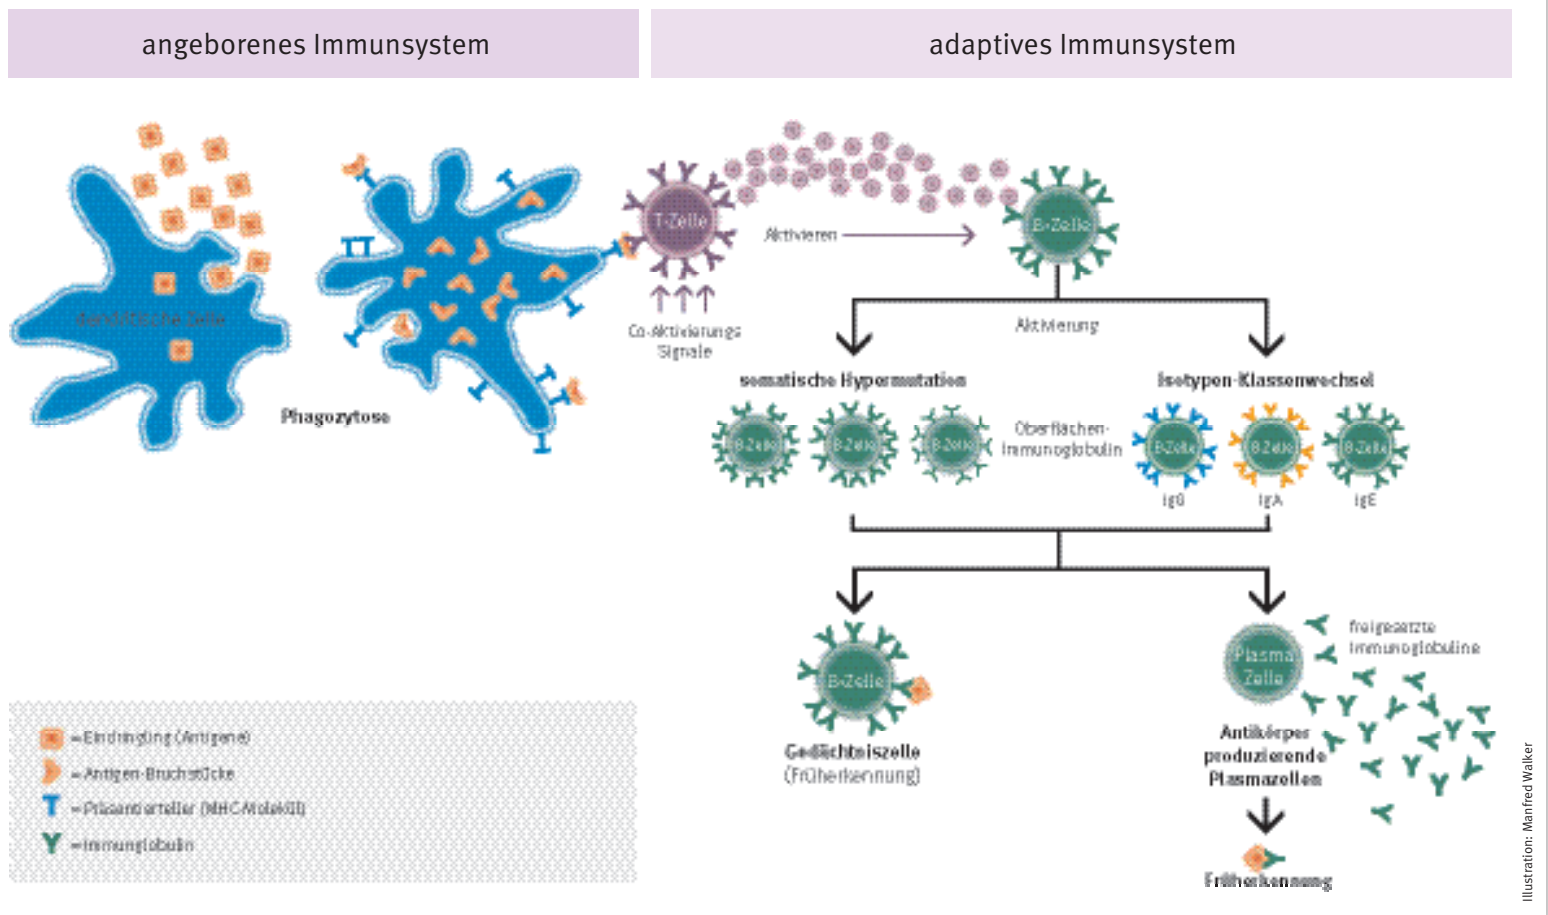 angeborenes Immunsystem
adaptives Immunsystem
dendritische Zelle
Phagozytose
T-Zelle
Aktivieren
B-Zelle
Co-Aktivierungs
Signale
Aktivierung
somatische Hypermutation
Isotypen-Klassenwechsel
B-Zelle
B-Zelle
B-Zelle
Oberflächen-
Immunoglobulin
B-Zelle
B-Zelle
B-Zelle
IgG
IgA
IgE
B-Zelle
Gedächtniszelle
(Früherkennung)
Plasma
Zelle
freigesetzte
Immunoglobuline
Antikörper
produzierende
Plasmazellen
Früherkennung
= Eindringling (Antigene)
= Antigen-Bruchstücke
= Präsentierteller (MHC-Molekül)
= Immunglobulin
Illustration: Manfred Walker